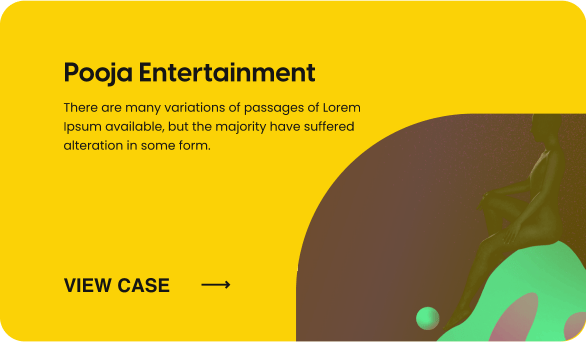 Pooja Entertainment
There are many variations of passages of Lorem
Ipsum available, but the majority have suffered
alteration in some form.
VIEW CASE